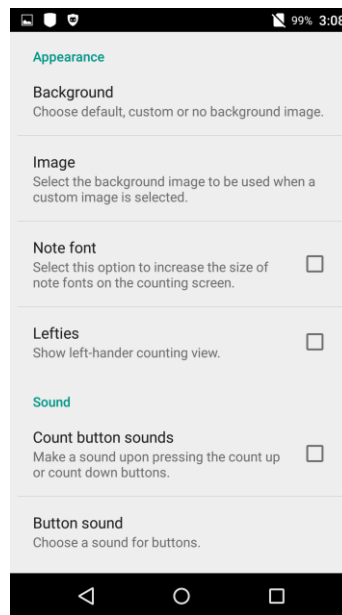 99% 3:08
Appearance
Background
Choose default, custom or no background image.
Image
Select the background image to be used when a
custom image is selected.
Note font
Select this option to increase the size of
note fonts on the counting screen.
Lefties
Show left-hander counting view.
Sound
Count button sounds
Make a sound upon pressing the count up
or count down buttons.
Button sound
Choose a sound for buttons.